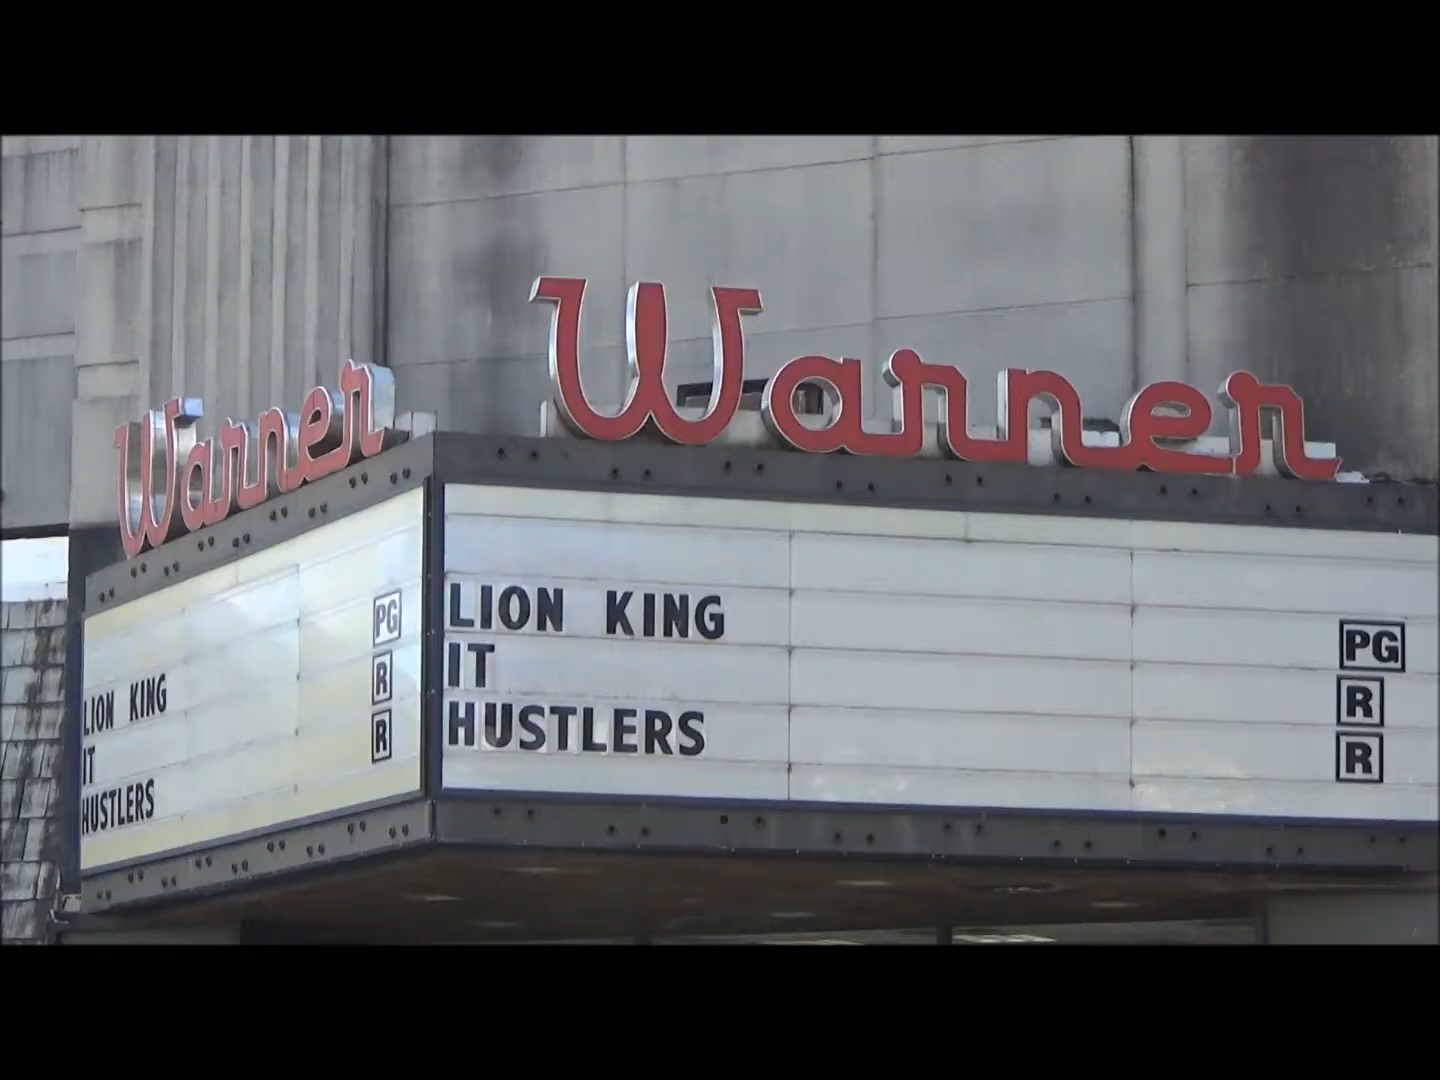 Warner
PG
R
R
LION KING
IT
HUSTLERS
Warner
LION KING PG
IT R
HUSTLERS R